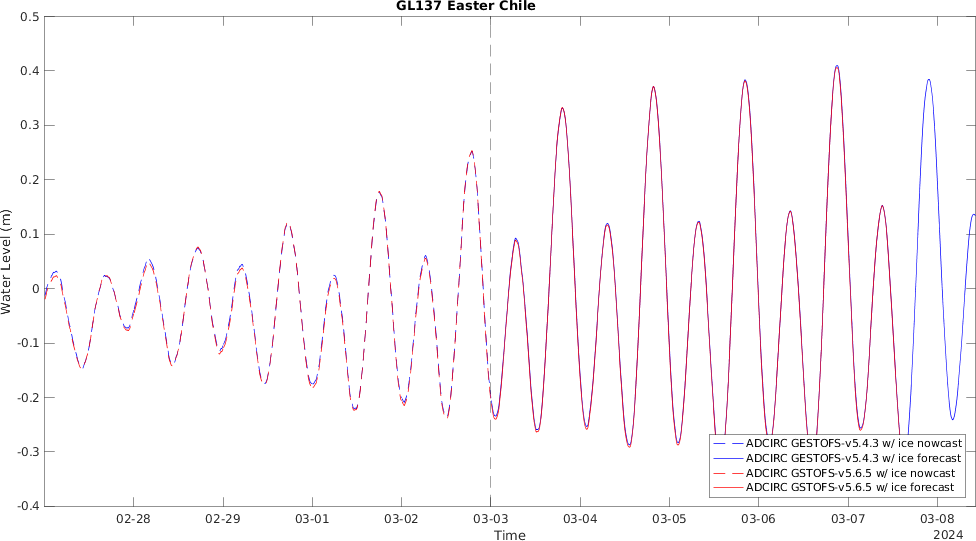 GL137 Easter Chile
0.5
0.4
0.3
0.2
0.1
0
-0.1
-0.2
-0.3
-0.4
Water Level (m)
ADCIRC GESTOFS-v5.4.3 w/ ice nowcast
ADCIRC GESTOFS-v5.4.3 w/ ice forecast
ADCIRC GSTOFS-v5.6.5 w/ ice nowcast
ADCIRC GSTOFS-v5.6.5 w/ ice forecast
02-28 02-29 03-01 03-02 03-03 03-04 03-05 03-06 03-07 03-08
Time 2024